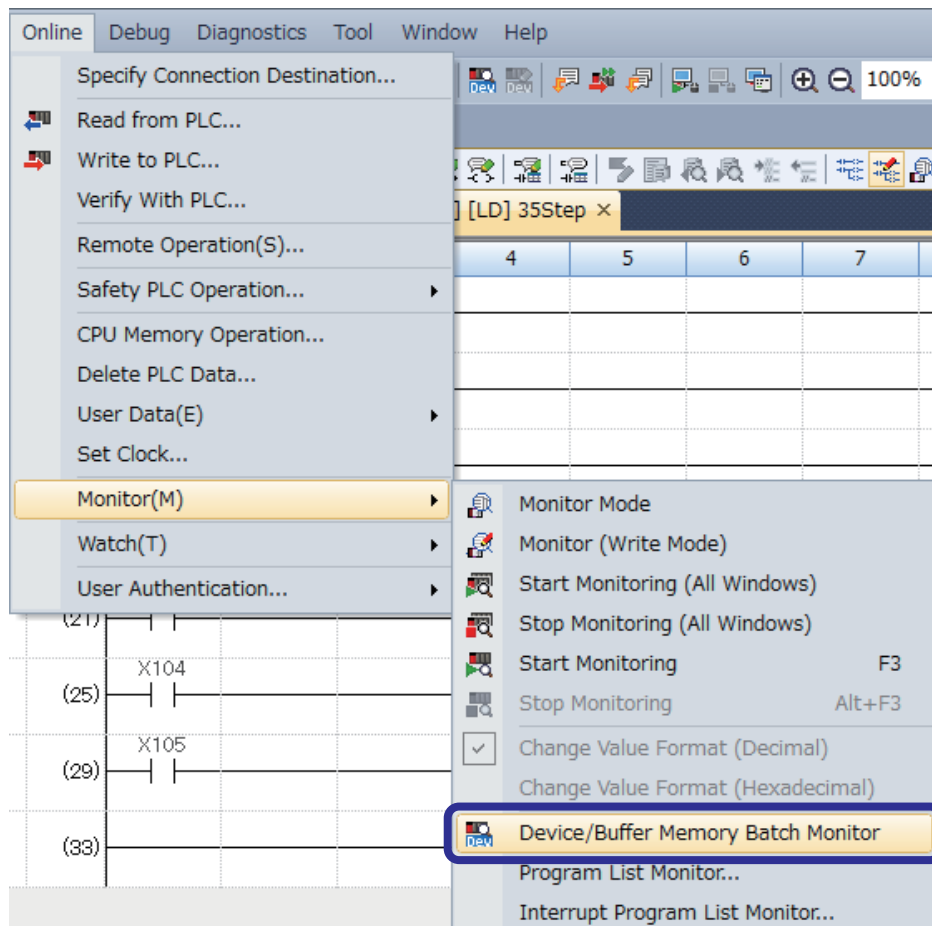 Online Debug Diagnostics Tool Window Help
Specify Connection Destination...
Dev Dev 100%
Read from PLC...
Write to PLC...
Verify With PLC...
] [LD] 35Step ×
Remote Operation(S)...
4 5 6 7
Safety PLC Operation...
CPU Memory Operation...
Delete PLC Data...
User Data(E)
Set Clock...
Monitor(M)
Watch(T)
User Authentication...
Monitor Mode
Monitor (Write Mode)
Start Monitoring (All Windows)
Stop Monitoring (All Windows)
Start Monitoring F3
Stop Monitoring Alt+F3
Change Value Format (Decimal)
Change Value Format (Hexadecimal)
Dev Device/Buffer Memory Batch Monitor
Program List Monitor...
Interrupt Program List Monitor...
(21)
X104
(25)
X105
(29)
(33)